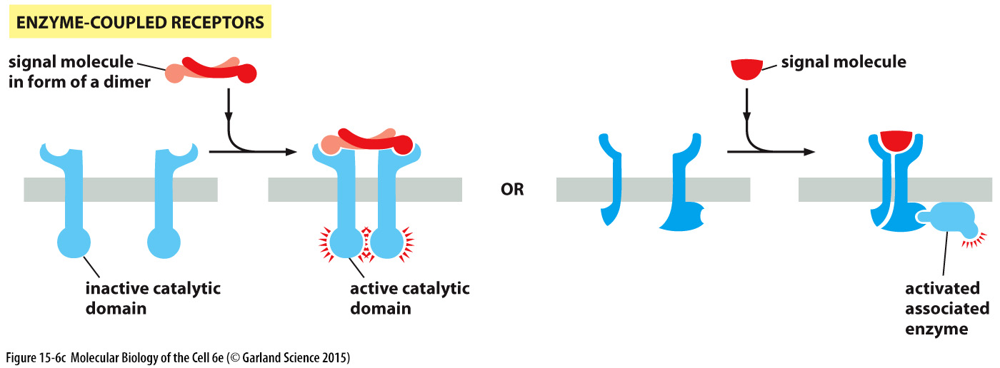 ENZYME-COUPLED RECEPTORS
signal molecule
in form of a dimer
signal molecule
OR
inactive catalytic
domain
active catalytic
domain
activated
associated
enzyme
Figure 15-6c Molecular Biology of the Cell 6e (© Garland Science 2015)